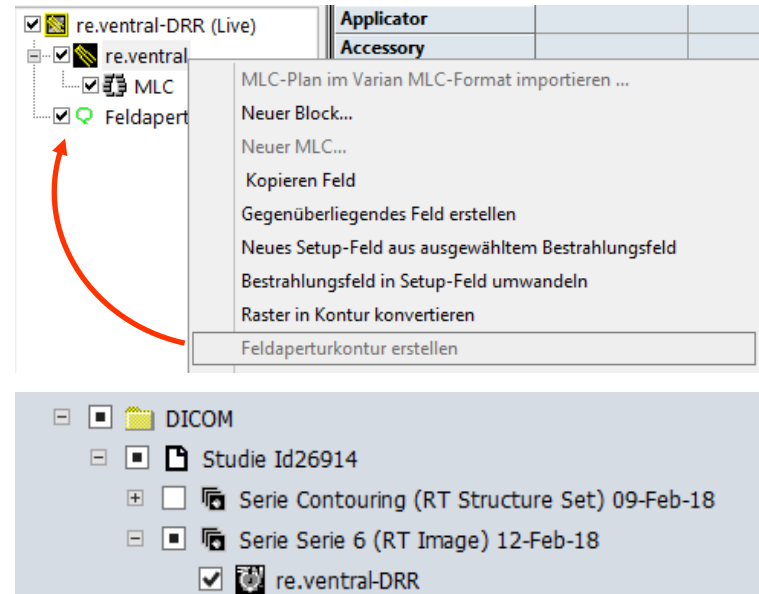 re.ventral-DRR (Live)
Applicator
re.ventral
Accessory
MLC
Feldapert
MLC-Plan im Varian MLC-Format importieren ...
Neuer Block...
Neuer MLC...
Kopieren Feld
Gegenüberliegendes Feld erstellen
Neues Setup-Feld aus ausgewähltem Bestrahlungsfeld
Bestrahlungsfeld in Setup-Feld umwandeln
Raster in Kontur konvertieren
Feldaperturkontur erstellen
DICOM
Studie Id26914
Serie Contouring (RT Structure Set) 09-Feb-18
Serie Serie 6 (RT Image) 12-Feb-18
re.ventral-DRR